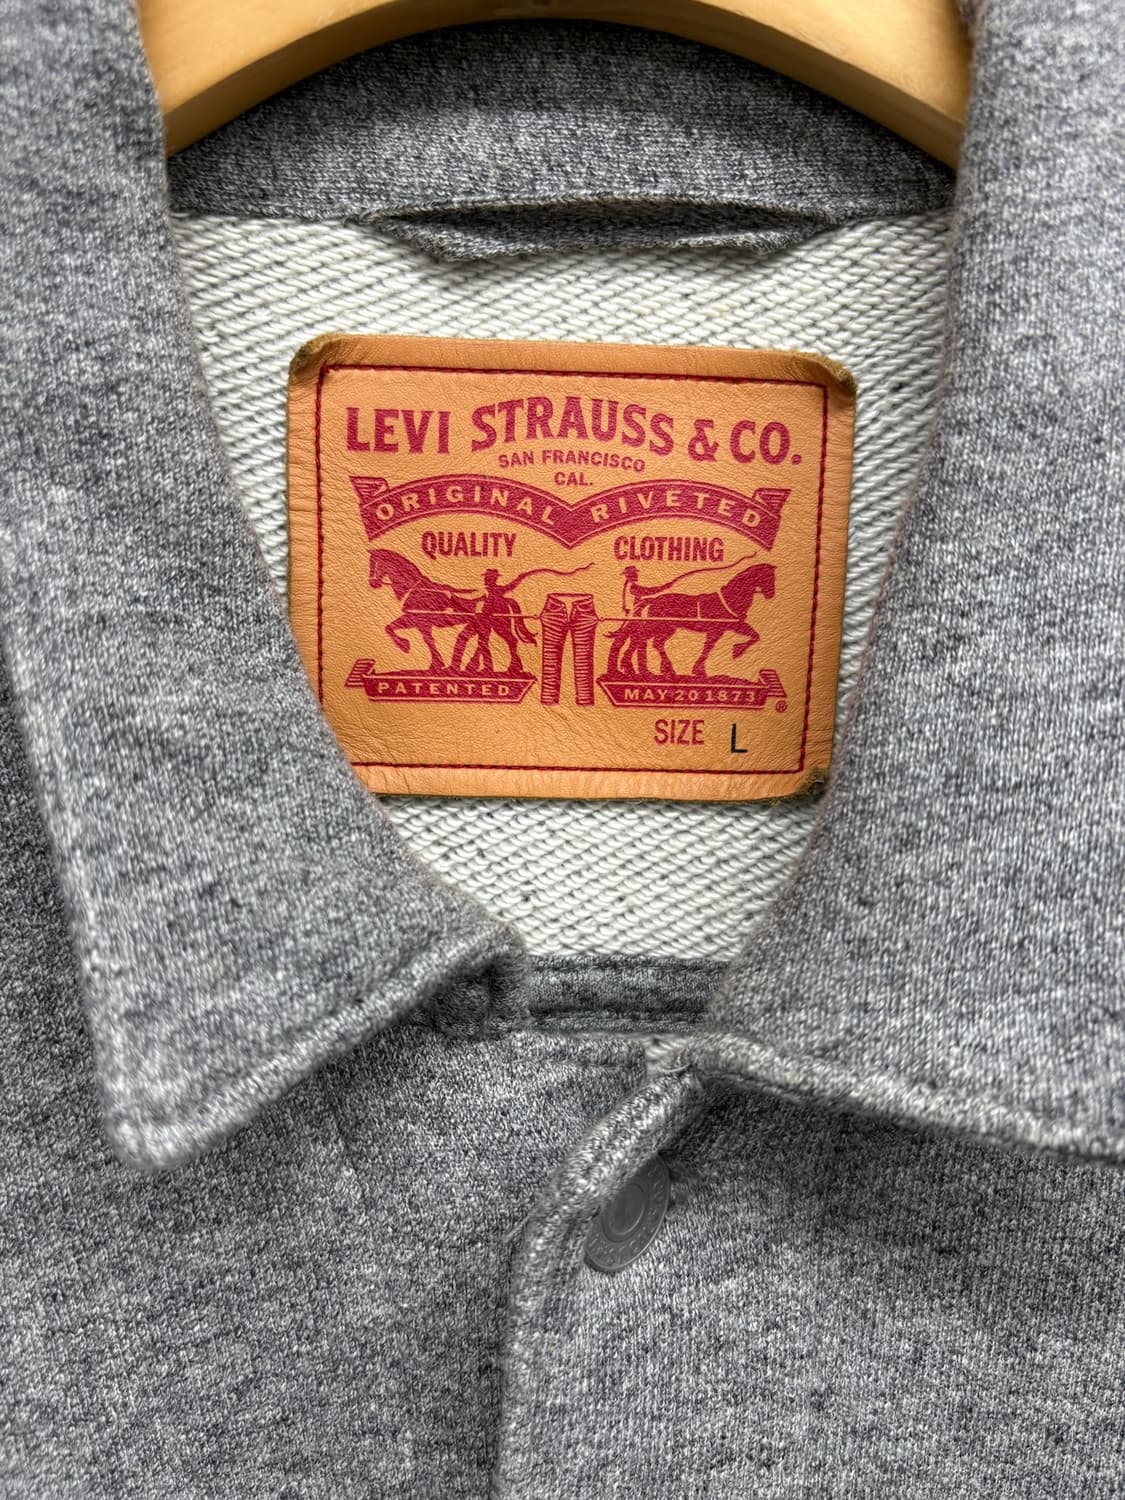 LEVI STRAUSS & CO.
SAN FRANCISCO
CAL.
ORIGINAL RIVETED
QUALITY CLOTHING
PATENTED MAY 20 1873
®
SIZE L